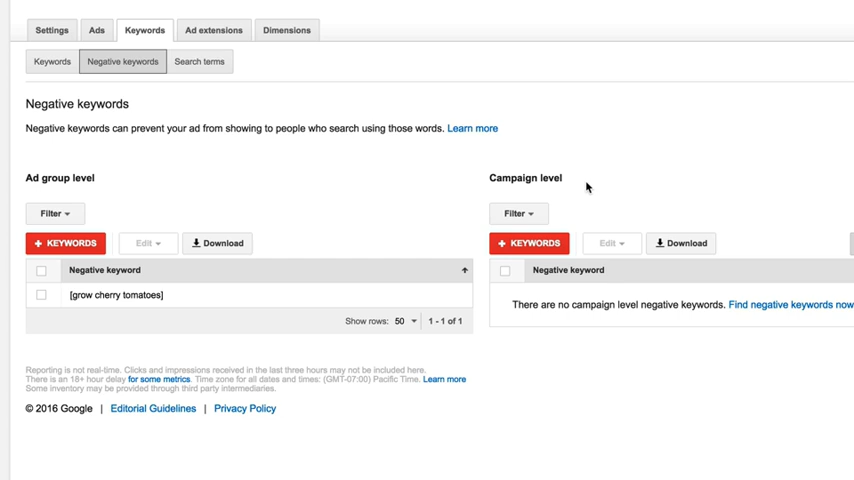 Settings Ads Keywords Ad extensions Dimensions
Keywords Negative keywords Search terms
Negative keywords
Negative keywords can prevent your ad from showing to people who search using those words. Learn more
Ad group level
Filter
+ KEYWORDS Edit Download
Negative keyword
[grow cherry tomatoes]
Show rows: 50 1 - 1 of 1
Campaign level
Filter
+ KEYWORDS Edit Download
Negative keyword
There are no campaign level negative keywords. Find negative keywords now
Reporting is not real-time. Clicks and impressions received in the last three hours may not be included here.
There is an 18+ hour delay for some metrics. Time zone for all dates and times: (GMT-07:00) Pacific Time. Learn more
Some inventory may be provided through third party intermediaries.
© 2016 Google | Editorial Guidelines | Privacy Policy